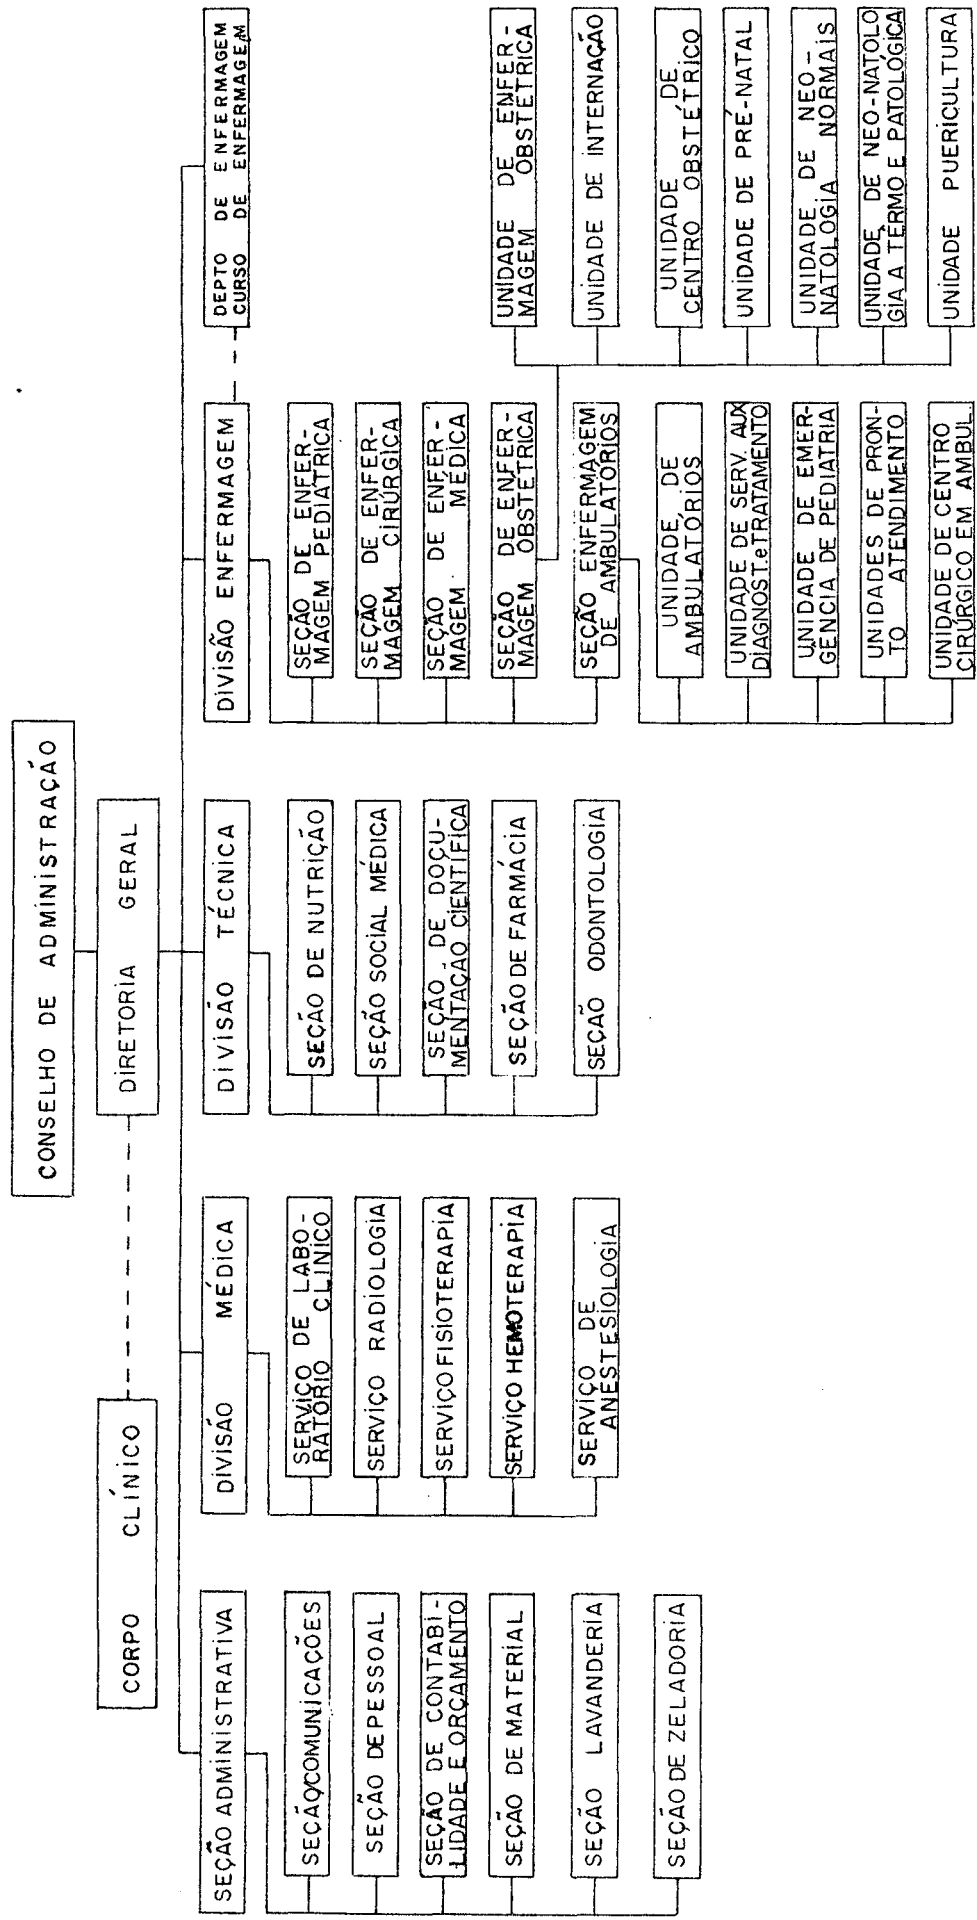 CONSELHO DE ADMINISTRAÇÃO
DIRETORIA GERAL
CORPO CLÍNICO
SEÇÃO ADMINISTRATIVA
SEÇÃO/COMUNICAÇÕES
SEÇÃO DE PESSOAL
SEÇÃO DE CONTABI-
LIDADE E ORÇAMENTO
SEÇÃO DE MATERIAL
SEÇÃO LAVANDERIA
SEÇÃO DE ZELADORIA
DIVISÃO MÉDICA
SERVIÇO DE LABO-
RATÓRIO CLÍNICO
SERVIÇO RADIOLOGIA
SERVIÇO FISIOTERAPIA
SERVIÇO HEMOTERAPIA
SERVIÇO DE
ANESTESIOLOGIA
DIVISÃO TÉCNICA
SEÇÃO DE NUTRIÇÃO
SEÇÃO SOCIAL MÉDICA
SEÇÃO DE DOCU-
MENTAÇÃO CIENTÍFICA
SEÇÃO DE FARMÁCIA
SEÇÃO ODONTOLOGIA
DIVISÃO ENFERMAGEM
SEÇÃO DE ENFER-
MAGEM PEDIÁTRICA
SEÇÃO DE ENFER-
MAGEM CIRÚRGICA
SEÇÃO DE ENFER-
MAGEM MÉDICA
SEÇÃO DE ENFER-
MAGEM OBSTÉTRICA
SEÇÃO ENFERMAGEM
DE AMBULATÓRIOS
UNIDADE DE
AMBULATÓRIOS
UNIDADE DE SERV. AUX
DIAGNOST. e TRATAMENTO
UNIDADE DE EMER-
GÊNCIA DE PEDIATRIA
UNIDADES DE PRON-
TO ATENDIMENTO
UNIDADE DE CENTRO
CIRÚRGICO EM AMBUL.
DEPTO DE ENFERMAGEM
CURSO DE ENFERMAGEM
UNIDADE DE ENFER-
MAGEM OBSTÉTRICA
UNIDADE DE INTERNAÇÃO
UNIDADE DE
CENTRO OBSTÉTRICO
UNIDADE DE PRÉ-NATAL
UNIDADE DE NEO-
NATOLOGIA NORMAIS
UNIDADE DE NEO-NATOLO
GIA A TERMO E PATOLÓGICA
UNIDADE PUERICULTURA